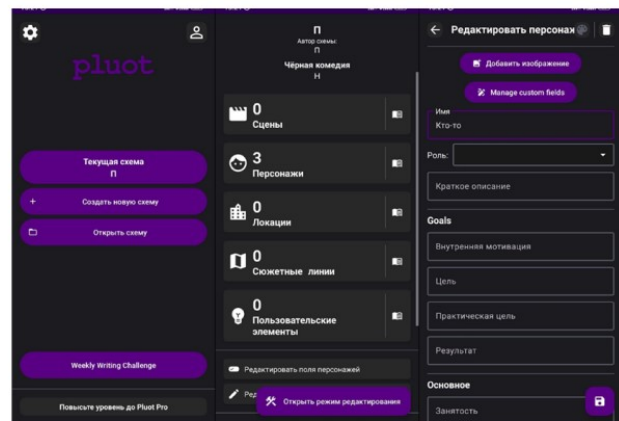 pluot
Текущая схема
П
Создать новую схему
Открыть схему
Weekly Writing Challenge
Повысьте уровень до Pluot Pro
П
Автор схемы:
П
Чёрная комедия
Н
0
Сцены
3
Персонажи
0
Локации
0
Сюжетные линии
0
Пользовательские
элементы
Редактировать поля персонажей
Ред
Открыть режим редактирования
Редактировать персонаж
Добавить изображение
Manage custom fields
Имя
Кто-то
Роль:
Краткое описание
Goals
Внутренняя мотивация
Цель
Практическая цель
Результат
Основное
Занятость